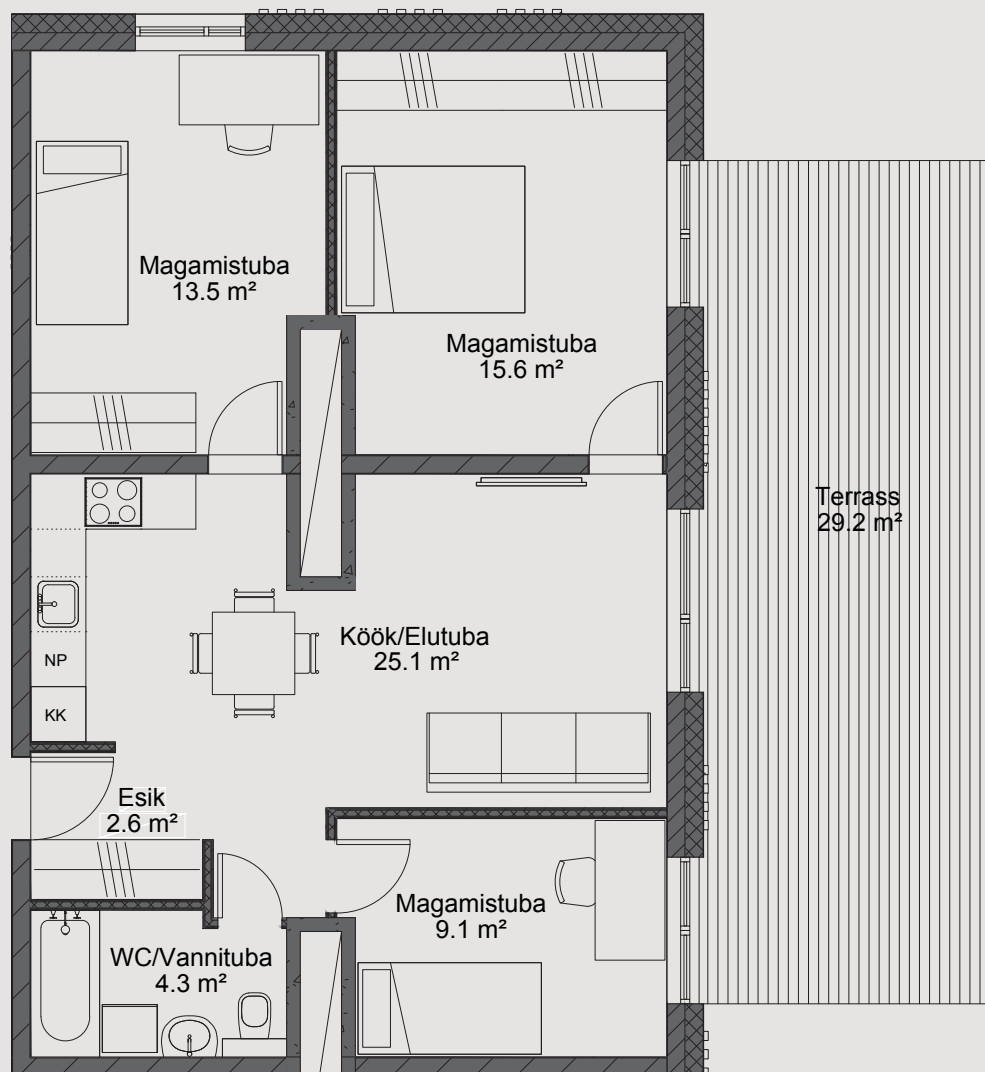 Magamistuba
13.5 m²
Magamistuba
15.6 m²
Terrass
29.2 m²
Köök/Elutuba
25.1 m²
NP
KK
Esik
2.6 m²
Magamistuba
9.1 m²
WC/Vannituba
4.3 m²